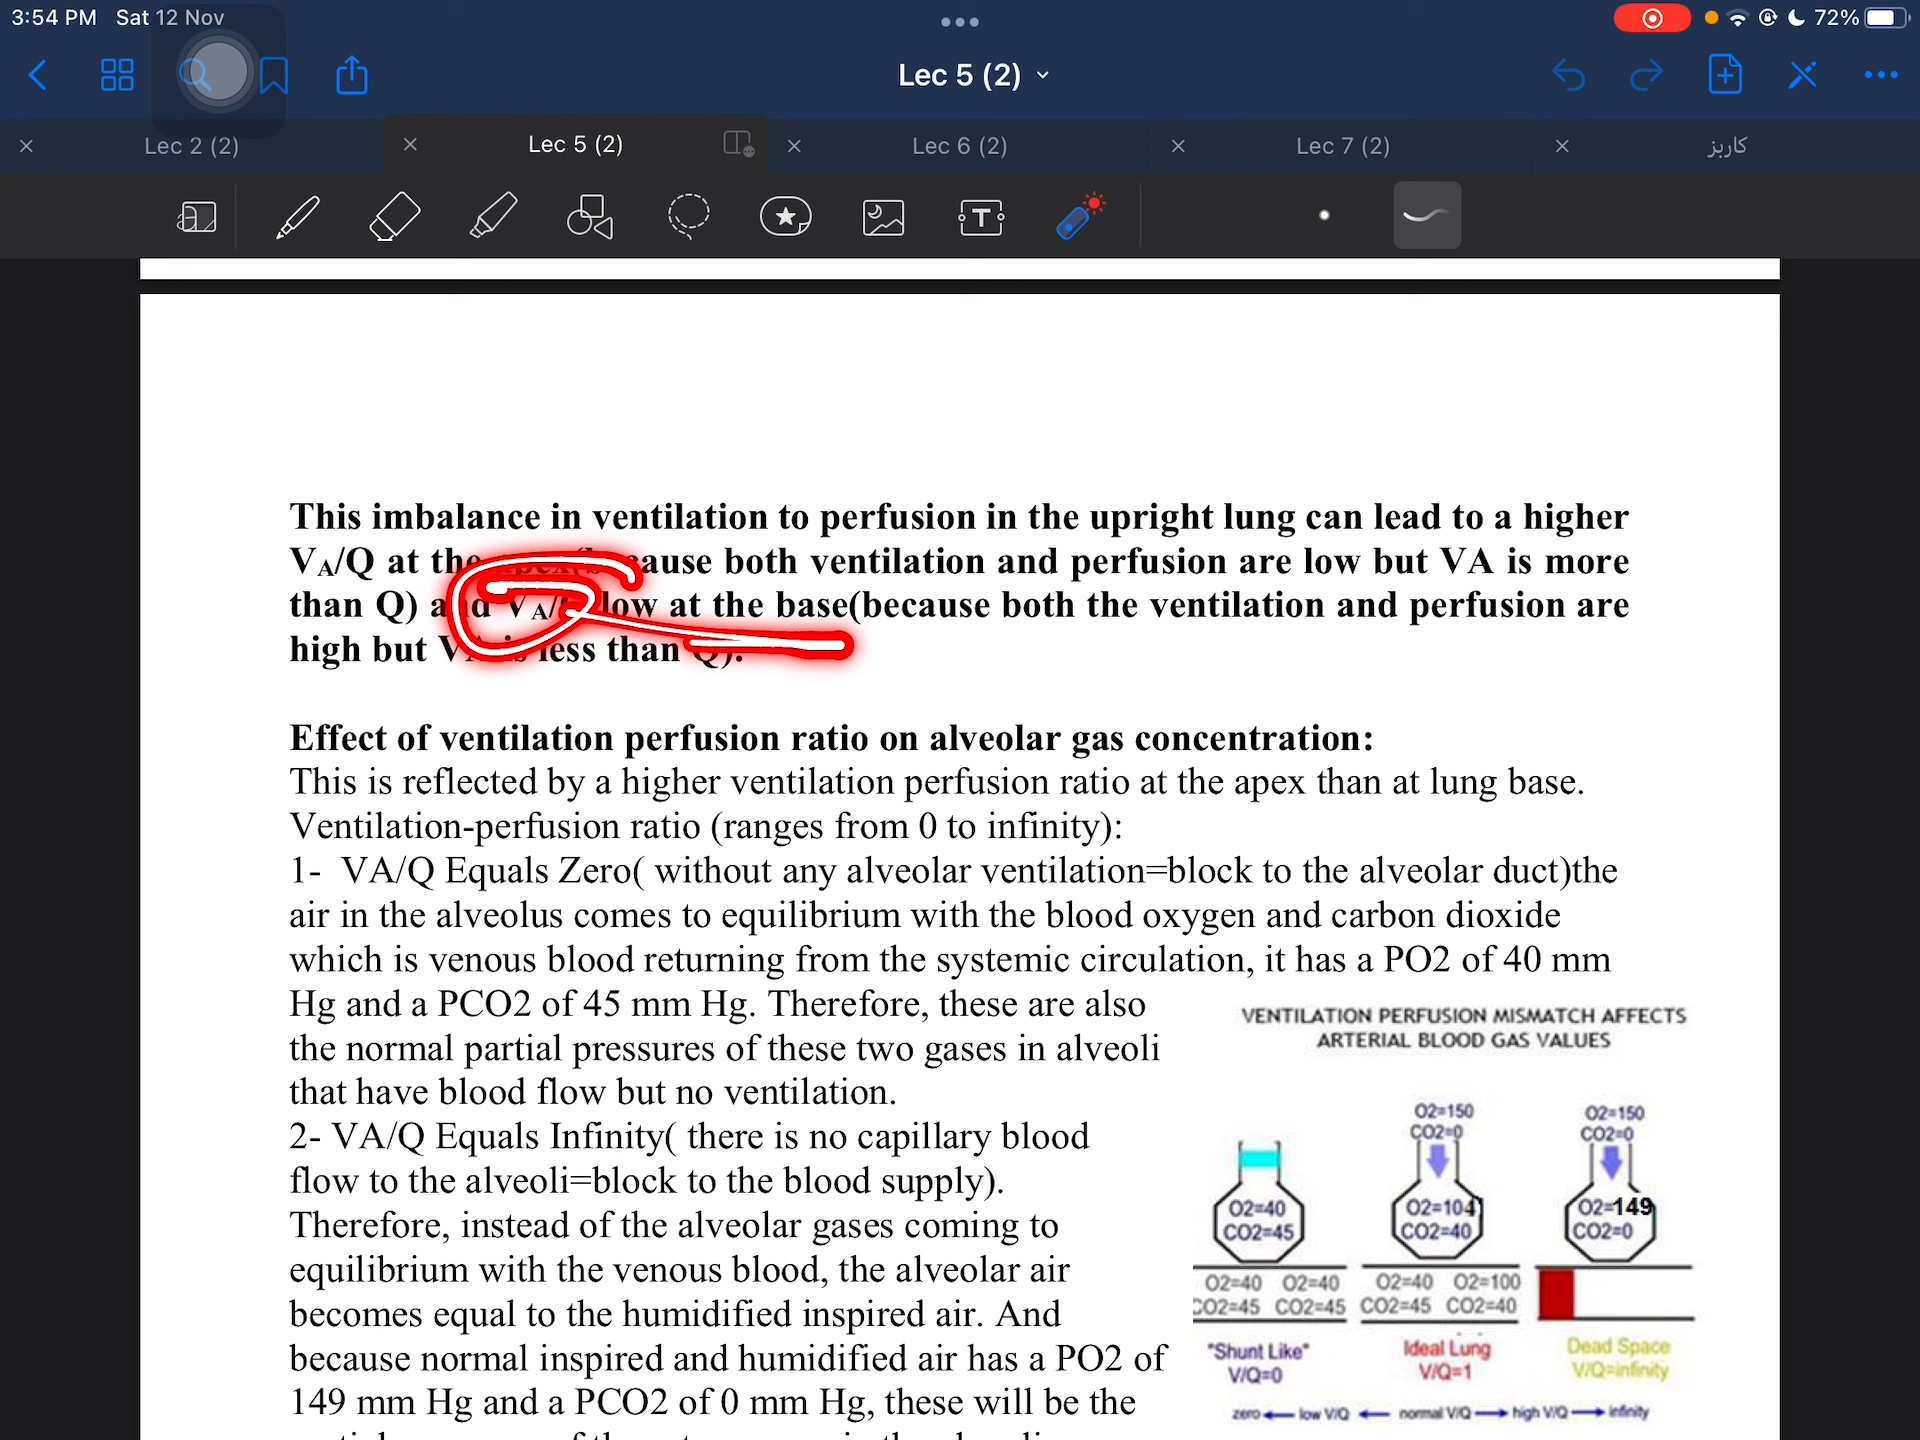 3:54 PM Sat 12 Nov
72%
Lec 5 (2)
Lec 2 (2)
Lec 5 (2)
Lec 6 (2)
Lec 7 (2)
كاربز
This imbalance in ventilation to perfusion in the upright lung can lead to a higher
VA/Q at the apex(because both ventilation and perfusion are low but VA is more
than Q) and VA/Q low at the base(because both the ventilation and perfusion are
high but VA is less than Q).
Effect of ventilation perfusion ratio on alveolar gas concentration:
This is reflected by a higher ventilation perfusion ratio at the apex than at lung base.
Ventilation-perfusion ratio (ranges from 0 to infinity):
1- VA/Q Equals Zero( without any alveolar ventilation=block to the alveolar duct)the
air in the alveolus comes to equilibrium with the blood oxygen and carbon dioxide
which is venous blood returning from the systemic circulation, it has a PO2 of 40 mm
Hg and a PCO2 of 45 mm Hg. Therefore, these are also
the normal partial pressures of these two gases in alveoli
that have blood flow but no ventilation.
2- VA/Q Equals Infinity( there is no capillary blood
flow to the alveoli=block to the blood supply).
Therefore, instead of the alveolar gases coming to
equilibrium with the venous blood, the alveolar air
becomes equal to the humidified inspired air. And
because normal inspired and humidified air has a PO2 of
149 mm Hg and a PCO2 of 0 mm Hg, these will be the
VENTILATION PERFUSION MISMATCH AFFECTS
ARTERIAL BLOOD GAS VALUES
O2=150 O2=150
CO2=0 CO2=0
O2=40 O2=104 O2=149
CO2=45 CO2=40 CO2=0
O2=40 O2=40 O2=40 O2=100
CO2=45 CO2=45 CO2=45 CO2=40
"Shunt Like" Ideal Lung Dead Space
V/Q=0 V/Q=1 V/Q=infinity
zero low V/Q normal V/Q high V/Q infinity